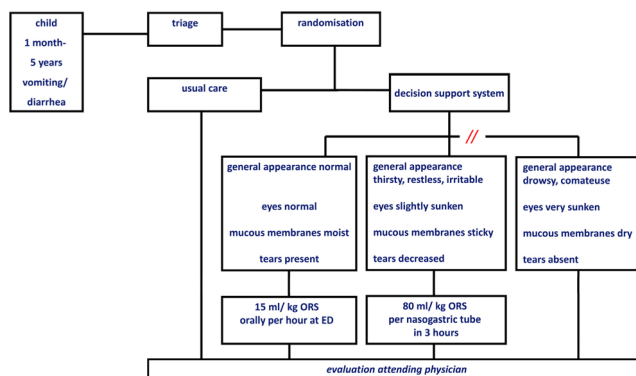 child
1 month-
5 years
vomiting/
diarrhea
triage
randomisation
usual care
decision support system
//
general appearance normal
eyes normal
mucous membranes moist
tears present
general appearance
thirsty, restless, irritable
eyes slightly sunken
mucous membranes sticky
tears decreased
general appearance
drowsy, comateuse
eyes very sunken
mucous membranes dry
tears absent
15 ml/ kg ORS
orally per hour at ED
80 ml/ kg ORS
per nasogastric tube
in 3 hours
evaluation attending physician